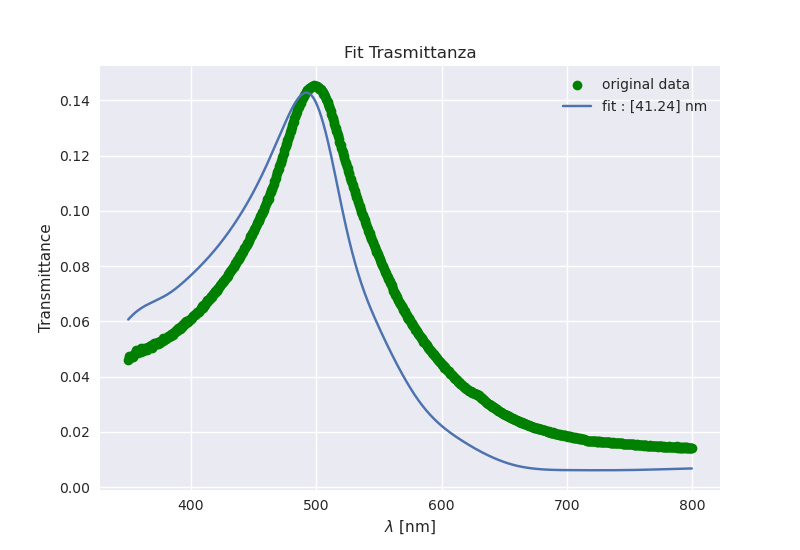 Fit Trasmittanza
original data
fit : [41.24] nm
Transmittance
0.14
0.12
0.10
0.08
0.06
0.04
0.02
0.00
400 500 600 700 800
λ [nm]